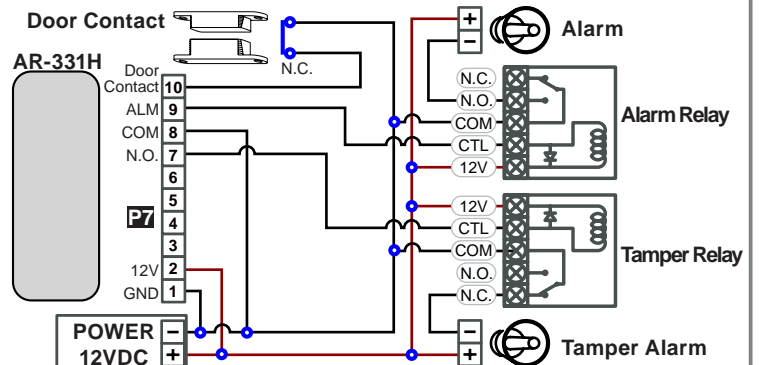 Door Contact
AR-331H
Door
Contact 10
ALM 9
COM 8
N.O. 7
6
5
P7
4
3
12V 2
GND 1
POWER −
12VDC +
N.C.
+ Alarm
−
N.C.
N.O.
COM
CTL
12V
Alarm Relay
12V
CTL
COM
N.O.
N.C.
Tamper Relay
−
+ Tamper Alarm